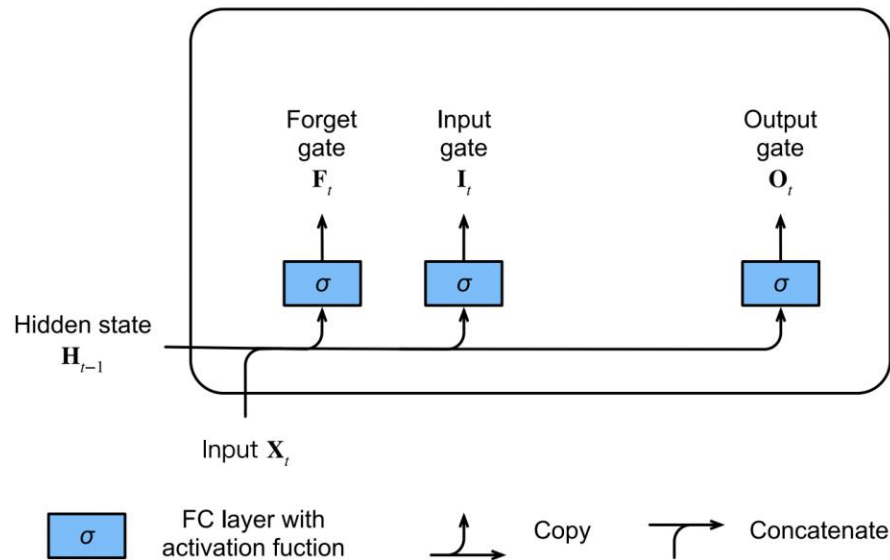 Forget
gate
F_t
Input
gate
I_t
Output
gate
O_t
σ
σ
σ
Hidden state
H_{t−1}
Input X_t
σ
FC layer with
activation fuction
Copy
Concatenate